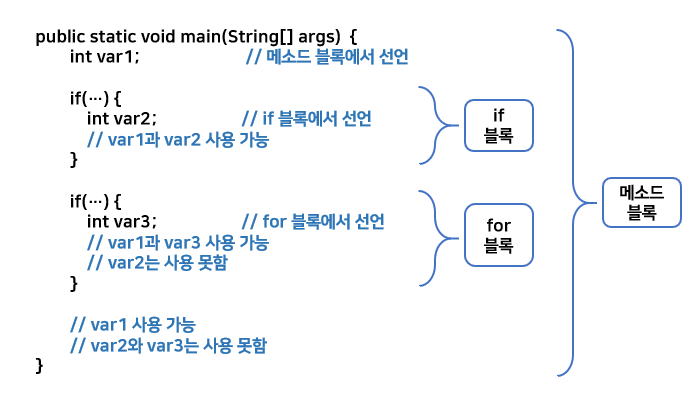 public static void main(String[] args) {
int var1; // 메소드 블록에서 선언
if(…) {
int var2; // if 블록에서 선언
// var1과 var2 사용 가능
}
if
블록
if(…) {
int var3; // for 블록에서 선언
// var1과 var3 사용 가능
// var2는 사용 못함
}
for
블록
메소드
블록
// var1 사용 가능
// var2와 var3는 사용 못함
}